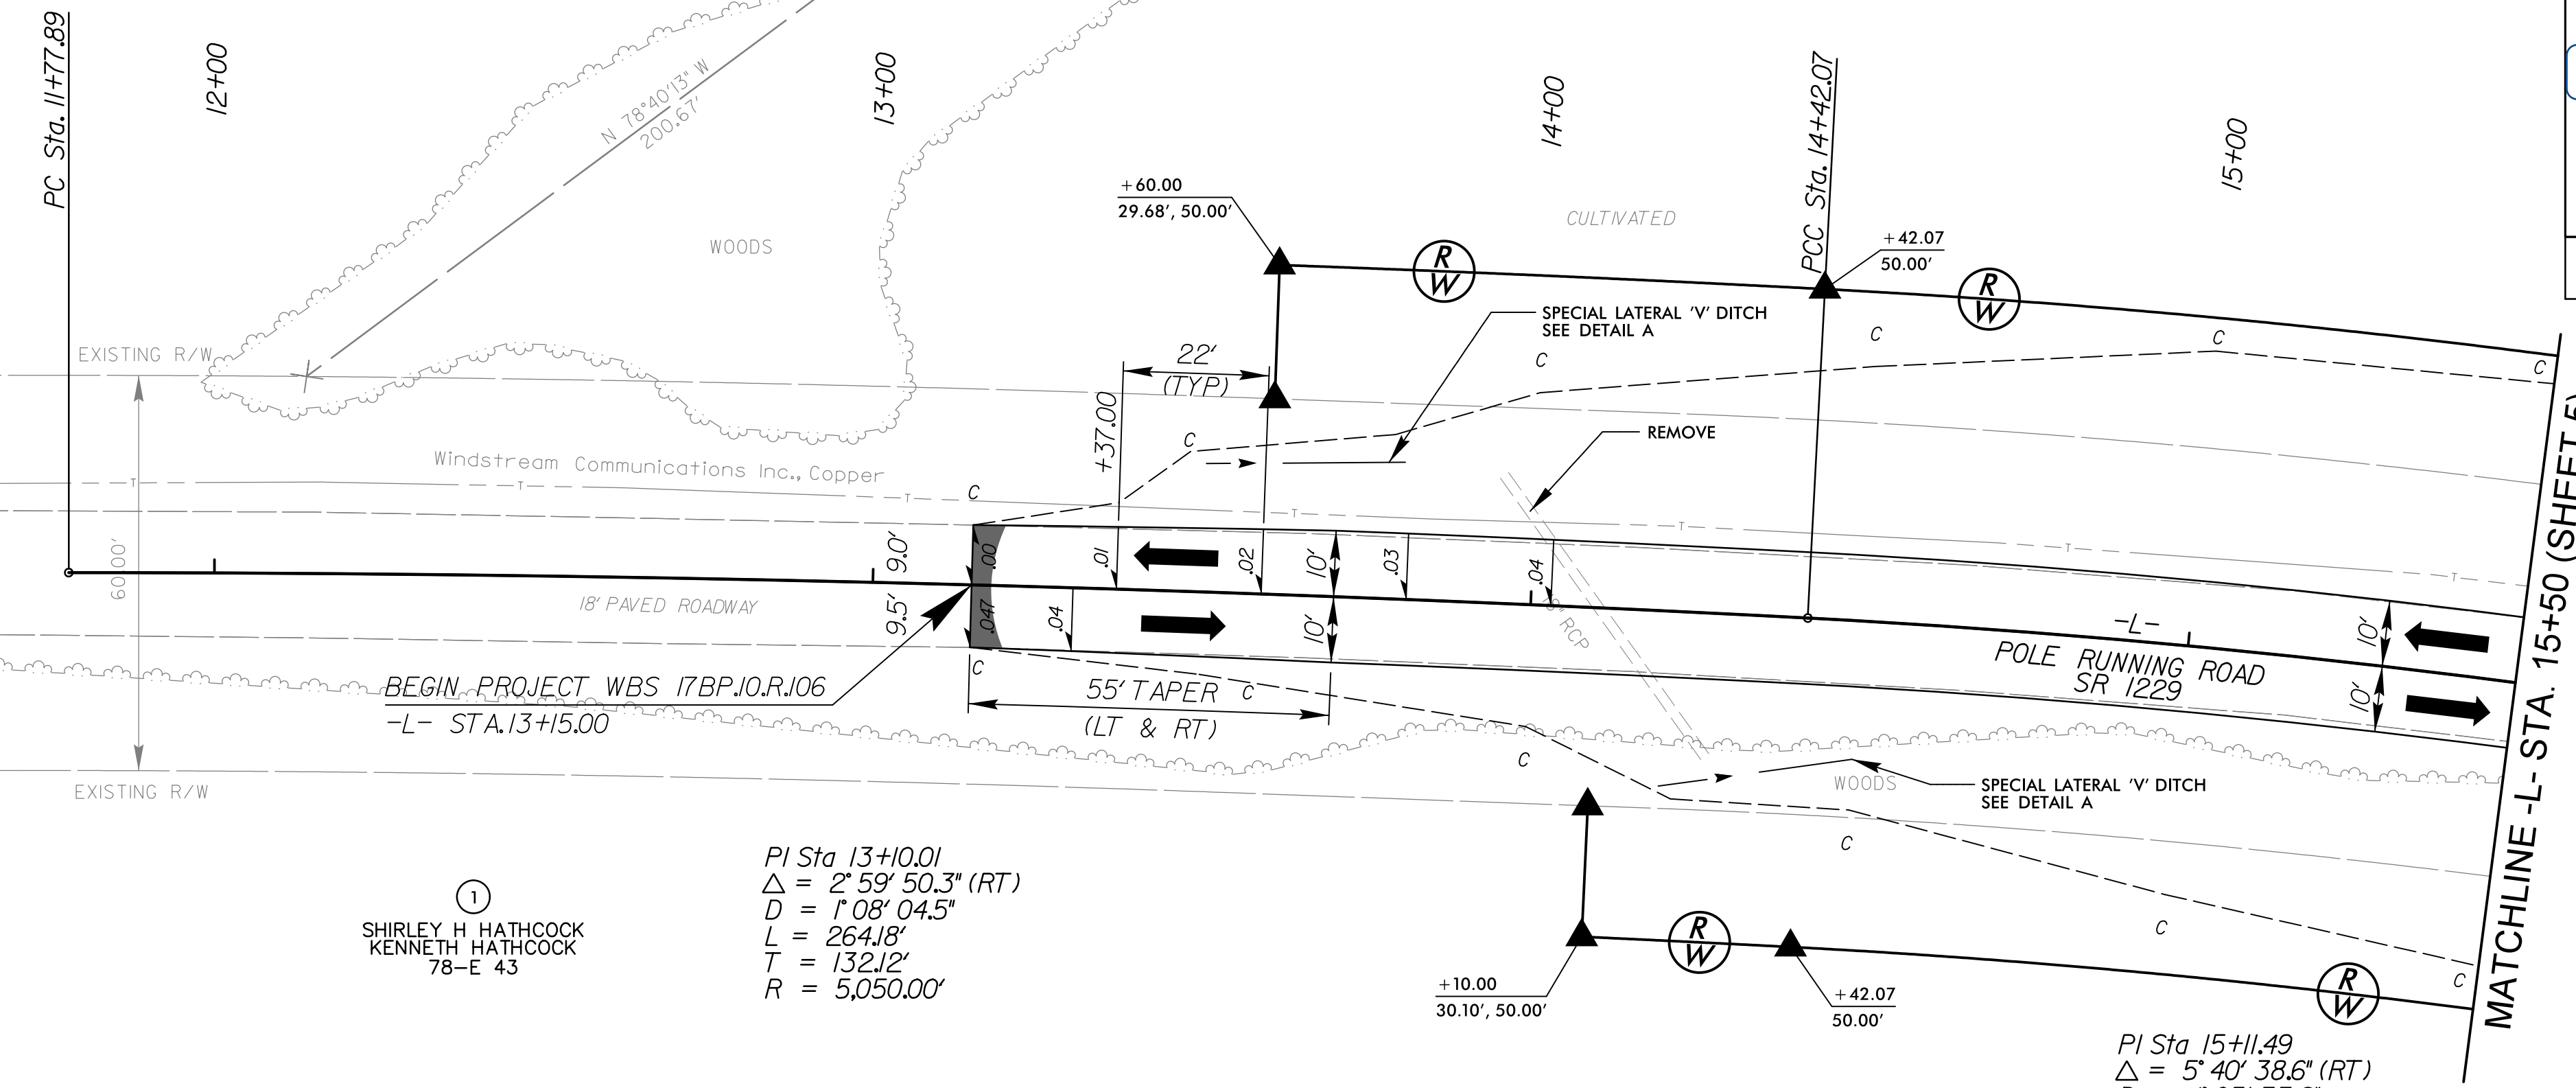 PC Sta. 11+77.89
12+00
13+00
14+00
15+00
PCC Sta. 14+42.07
N 78°40'13" W
200.67'
WOODS
CULTIVATED
+60.00
29.68', 50.00'
+42.07
50.00'
R
W
R
W
SPECIAL LATERAL 'V' DITCH
SEE DETAIL A
C
C
C
C
EXISTING R/W
22'
(TYP)
+37.00
C
REMOVE
Windstream Communications Inc., Copper
T
T
T
C
T
T
T
T
60.00'
18' PAVED ROADWAY
9.0'
9.5'
.00
.047
.01
.04
.02
10'
10'
.03
.04
RCP
-L-
POLE RUNNING ROAD
SR 1229
10'
10'
MATCHLINE -L- STA. 15+50 (SHEET 5)
BEGIN PROJECT WBS 17BP.10.R.106
-L- STA.13+15.00
C
55' TAPER
(LT & RT)
C
C
WOODS
SPECIAL LATERAL 'V' DITCH
SEE DETAIL A
EXISTING R/W
C
C
C
1
SHIRLEY H HATHCOCK
KENNETH HATHCOCK
78-E 43
PI Sta 13+10.01
△ = 2° 59' 50.3" (RT)
D = 1° 08' 04.5"
L = 264.18'
T = 132.12'
R = 5,050.00'
R
W
+10.00
30.10', 50.00'
+42.07
50.00'
R
W
PI Sta 15+11.49
△ = 5° 40' 38.6" (RT)